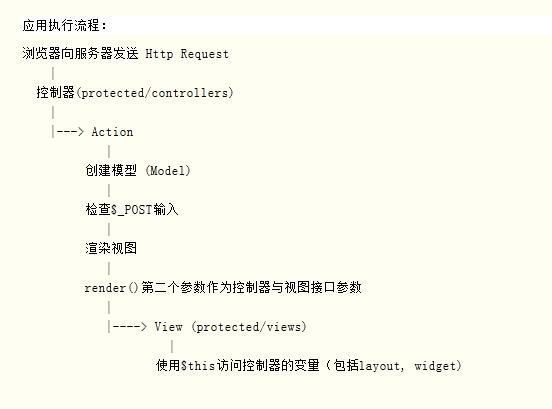 应用执行流程：
浏览器向服务器发送 Http Request
|
控制器(protected/controllers)
|
|---> Action
|
创建模型 (Model)
|
检查$_POST输入
|
渲染视图
|
render()第二个参数作为控制器与视图接口参数
|
|----> View (protected/views)
|
使用$this访问控制器的变量（包括layout, widget)